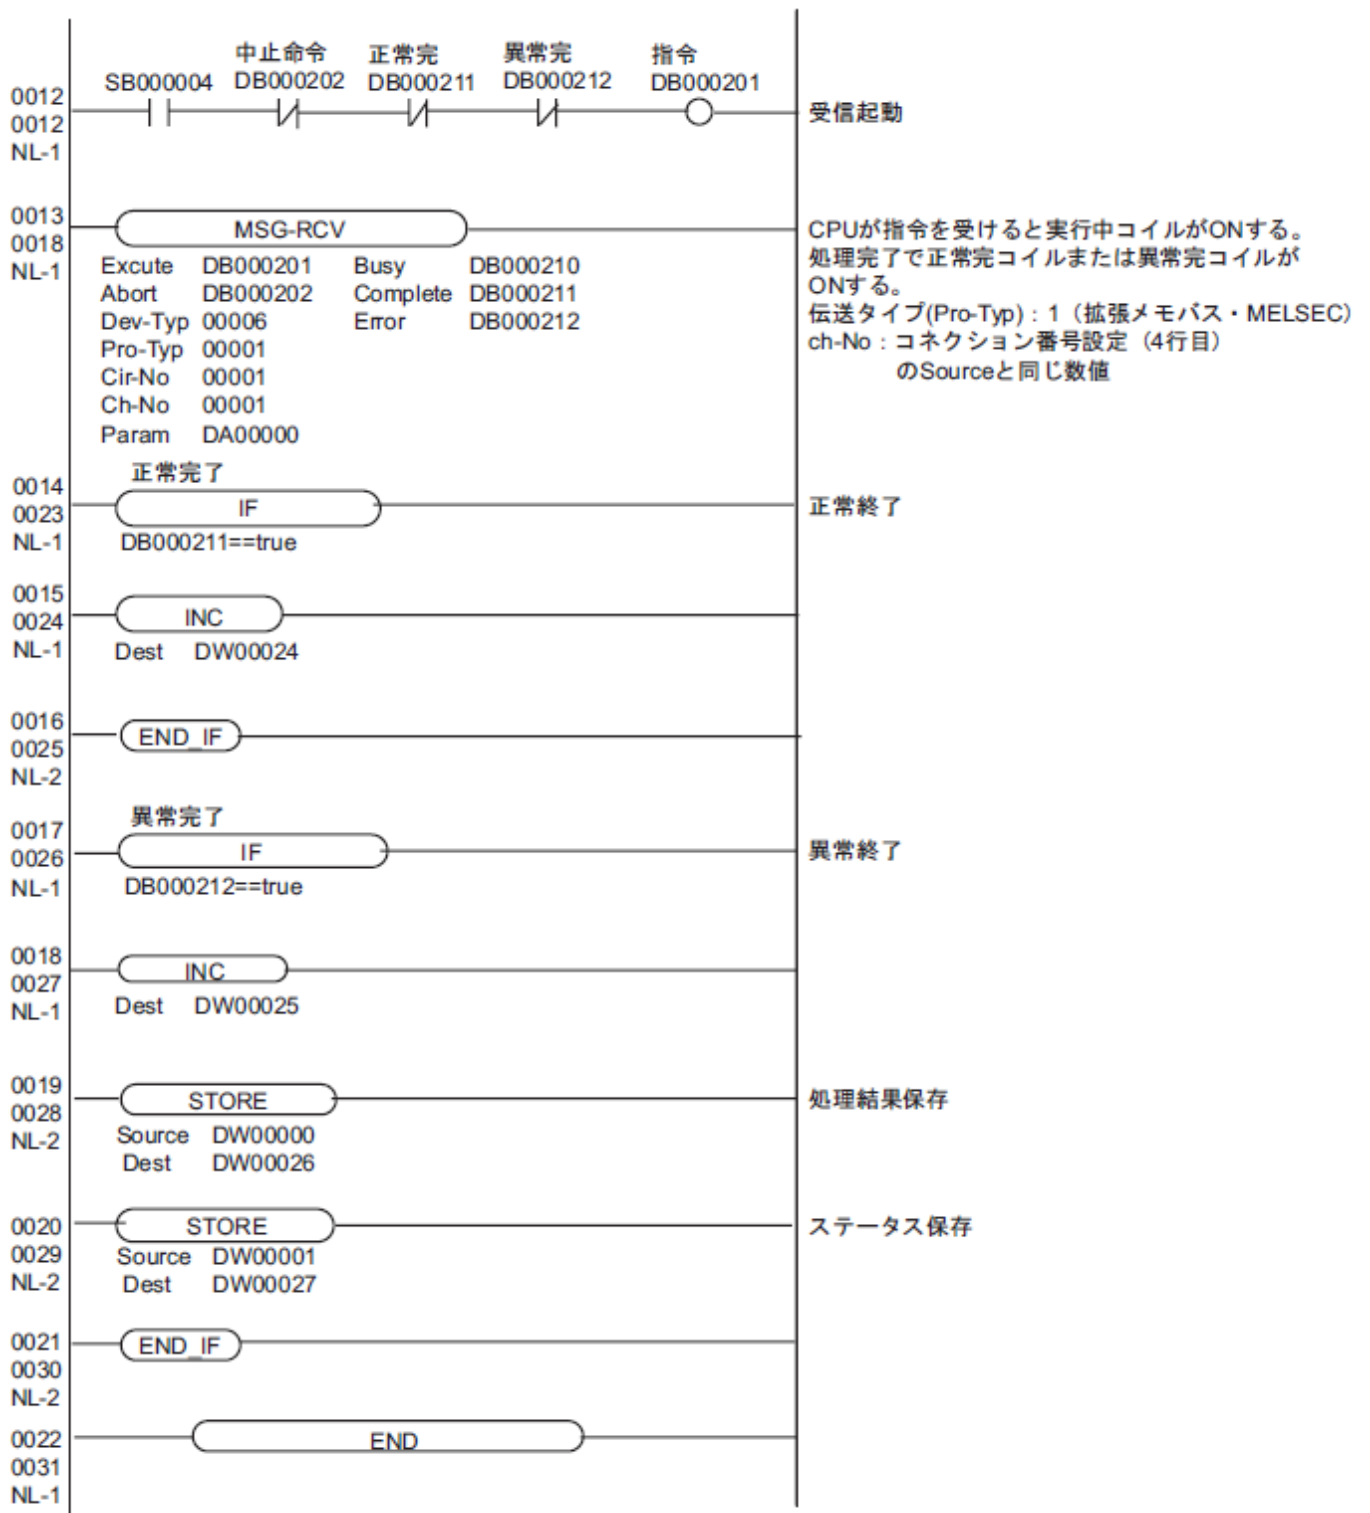 中止命令 正常完 異常完 指令
SB000004 DB000202 DB000211 DB000212 DB000201
0012
0012
NL-1
受信起動
0013
0018
NL-1
MSG-RCV
Excute DB000201 Busy DB000210
Abort DB000202 Complete DB000211
Dev-Typ 00006 Error DB000212
Pro-Typ 00001
Cir-No 00001
Ch-No 00001
Param DA00000
CPUが指令を受けると実行中コイルがONする。
処理完了で正常完コイルまたは異常完コイルが
ONする。
伝送タイプ(Pro-Typ):1(拡張メモバス・MELSEC)
ch-No:コネクション番号設定(4行目)
のSourceと同じ数値
正常完了
0014
0023
NL-1
IF
DB000211==true
正常終了
0015
0024
NL-1
INC
Dest DW00024
0016
0025
NL-2
END_IF
異常完了
0017
0026
NL-1
IF
DB000212==true
異常終了
0018
0027
NL-1
INC
Dest DW00025
0019
0028
NL-2
STORE
Source DW00000
Dest DW00026
処理結果保存
0020
0029
NL-2
STORE
Source DW00001
Dest DW00027
ステータス保存
0021
0030
NL-2
END_IF
0022
0031
NL-1
END